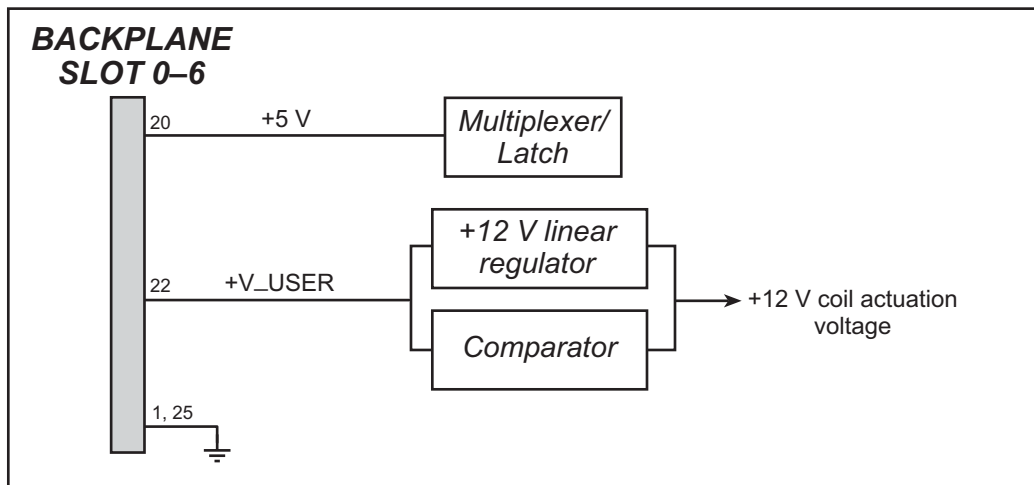 BACKPLANE
SLOT 0–6
20
+5 V
Multiplexer/
Latch
22
+V_USER
+12 V linear
regulator
Comparator
+12 V coil actuation
voltage
1, 25